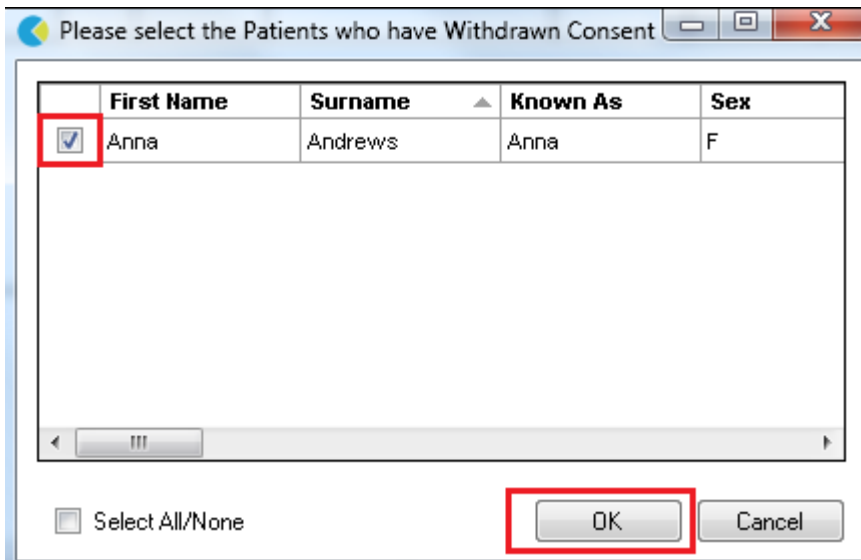 Please select the Patients who have Withdrawn Consent
First Name Surname Known As Sex
Anna Andrews Anna F
Select All/None OK Cancel